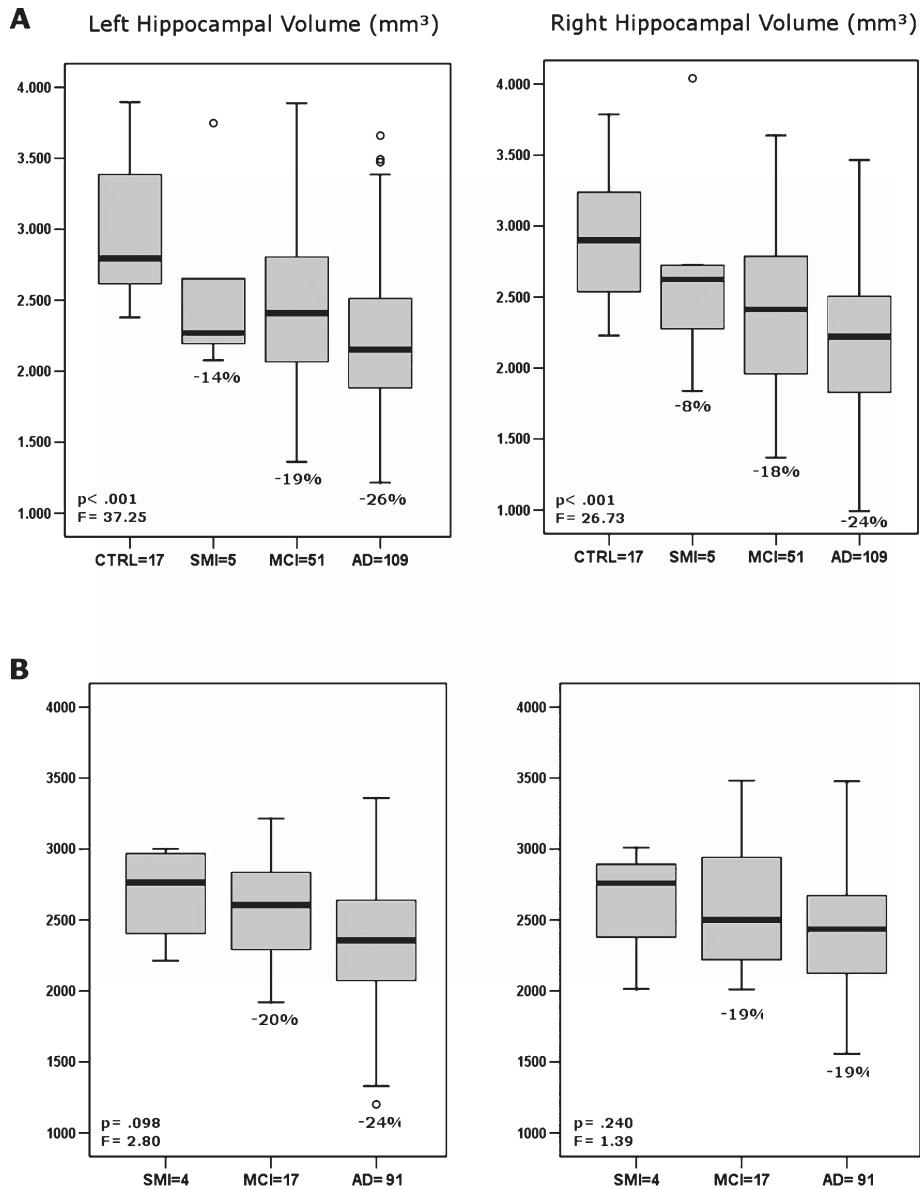 A
Left Hippocampal Volume (mm³)
Right Hippocampal Volume (mm³)
4.000
3.500
3.000
2.500
2.000
1.500
1.000
-14%
-19%
-26%
p< .001
F= 37.25
CTRL=17 SMI=5 MCI=51 AD=109
4.000
3.500
3.000
2.500
2.000
1.500
1.000
-8%
-18%
-24%
p< .001
F= 26.73
CTRL=17 SMI=5 MCI=51 AD=109
B
4000
3500
3000
2500
2000
1500
1000
-20%
-24%
p= .098
F= 2.80
SMI=4 MCI=17 AD= 91
4000
3500
3000
2500
2000
1500
1000
-19%
-19%
p= .240
F= 1.39
SMI=4 MCI=17 AD= 91